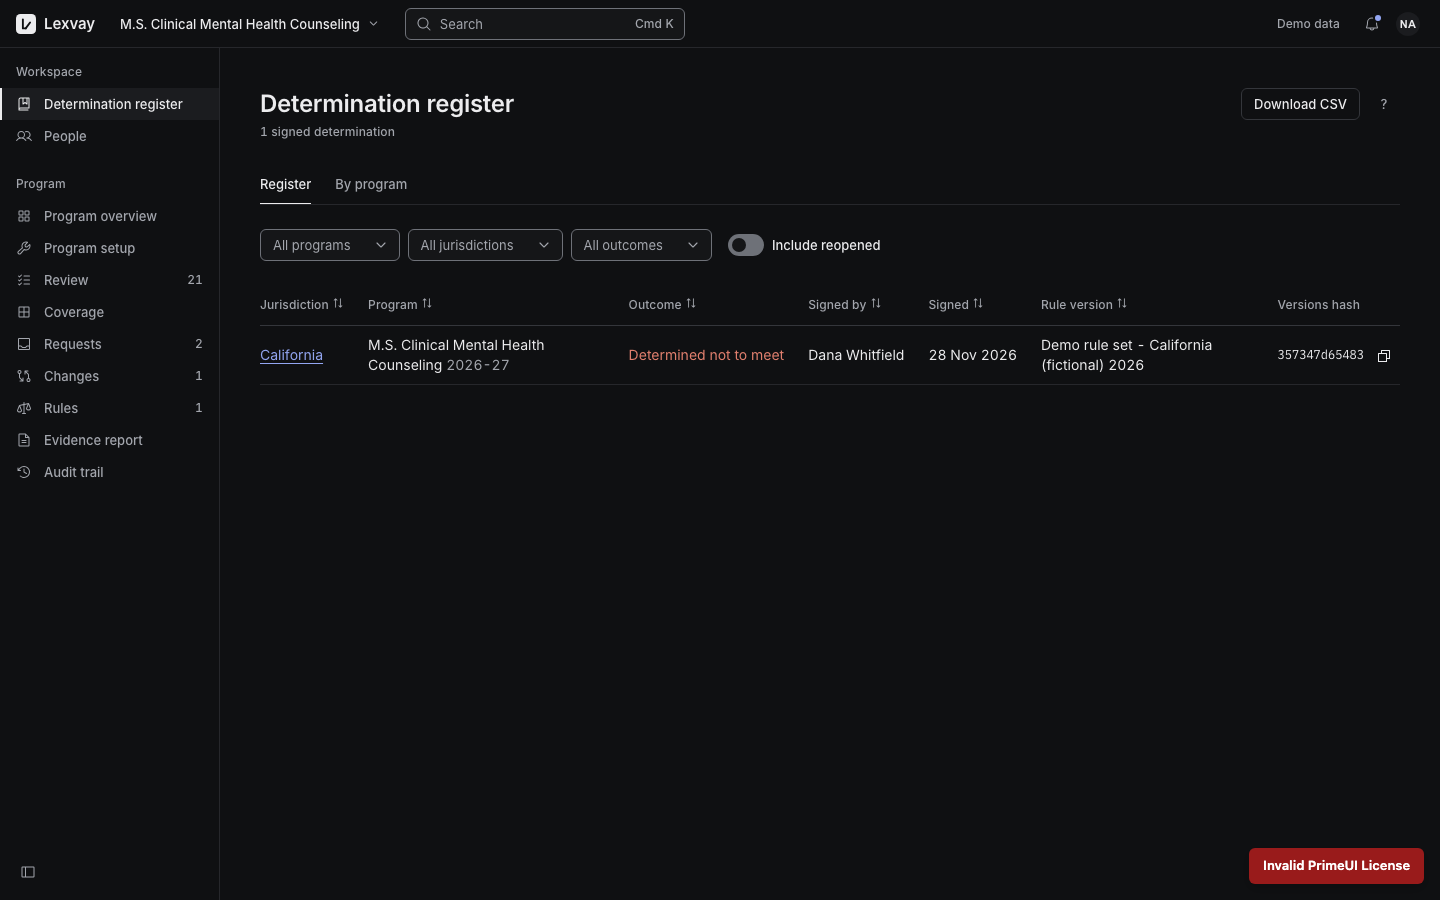 Lexvay
M.S. Clinical Mental Health Counseling
Search
Cmd K
Demo data
NA
Workspace
Determination register
People
Program
Program overview
Program setup
Review 21
Coverage
Requests 2
Changes 1
Rules 1
Evidence report
Audit trail
Determination register
1 signed determination
Download CSV
?
Register
By program
All programs
All jurisdictions
All outcomes
Include reopened
Jurisdiction
Program
Outcome
Signed by
Signed
Rule version
Versions hash
California
M.S. Clinical Mental Health
Counseling 2026-27
Determined not to meet
Dana Whitfield
28 Nov 2026
Demo rule set - California
(fictional) 2026
357347d65483
Invalid PrimeUI License